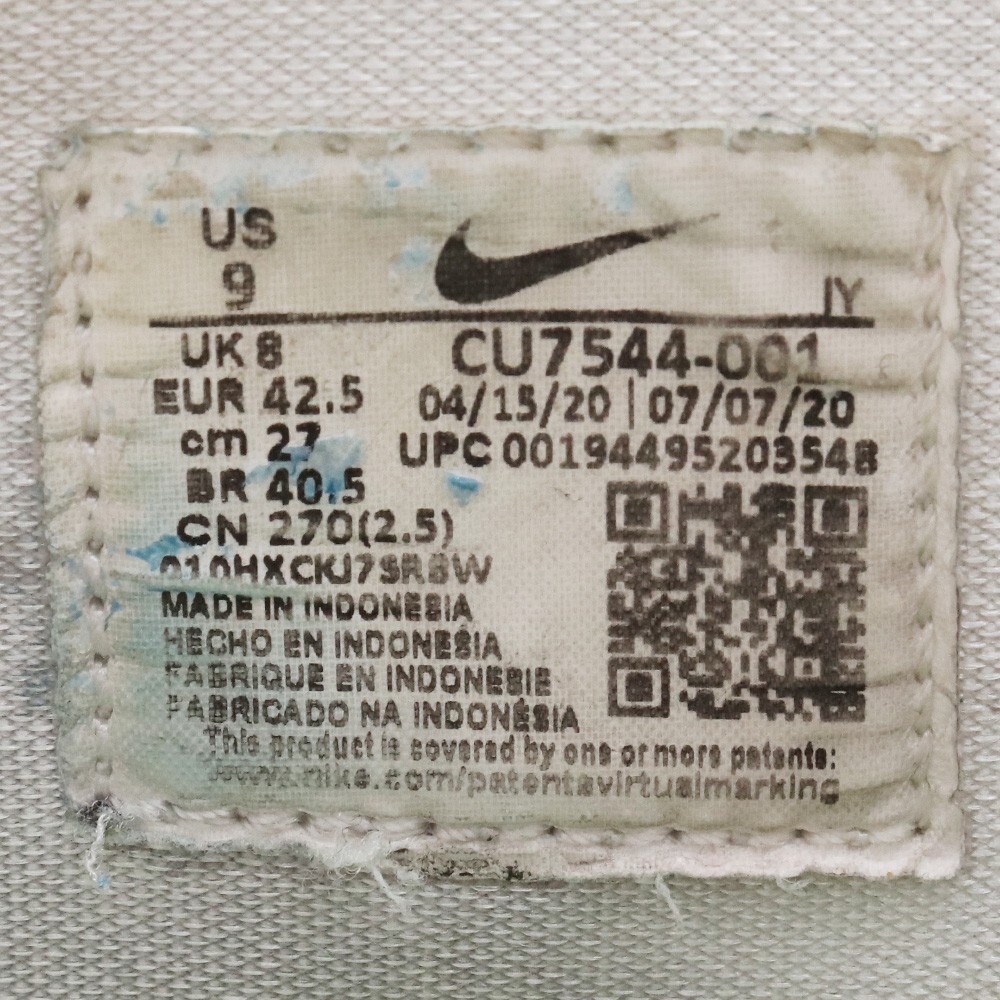 US
9
IY
UK 8
CU7544-001
EUR 42.5
04/15/20 | 07/07/20
cm 27
UPC 00194495203548
BR 40.5
CN 270(2.5)
010HXCKJ7SR8W
MADE IN INDONESIA
HECHO EN INDONESIA
FABRIQUE EN INDONESIE
FABRICADO NA INDONÉSIA
This product is covered by one or more patents:
www.nike.com/patentsvirtualmarking